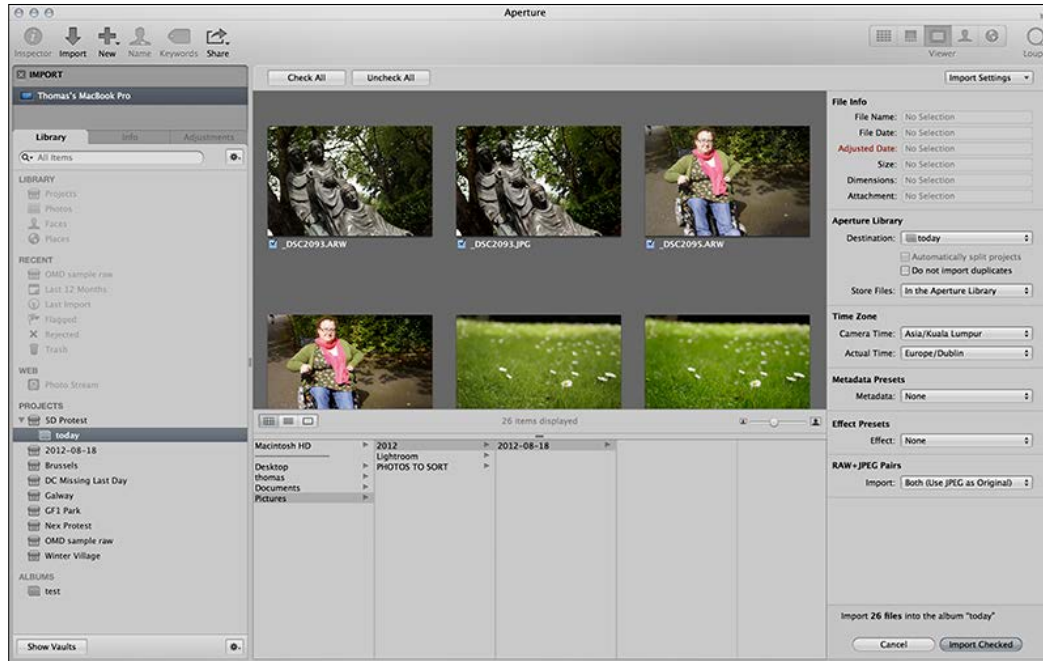 Aperture
Inspector Import New Name Keywords Share
Viewer
IMPORT
Thomas's MacBook Pro
Library Info Adjustments
All Items
LIBRARY
Projects
Photos
Faces
Places
RECENT
OMD sample raw
Last 12 Months
Last Import
Flagged
Rejected
Trash
WEB
Photo Stream
PROJECTS
SD Protest
today
2012-08-18
Brussels
DC Missing Last Day
Galway
GF1 Park
Nex Protest
OMD sample raw
Winter Village
ALBUMS
test
Show Vaults
Check All Uncheck All
Import Settings
_DSC2093.ARW
_DSC2093.JPG
_DSC2095.ARW
26 items displayed
Macintosh HD
Desktop
thomas
Documents
Pictures
2012
Lightroom
PHOTOS TO SORT
2012-08-18
File Info
File Name: No Selection
File Date: No Selection
Adjusted Date: No Selection
Size: No Selection
Dimensions: No Selection
Attachment: No Selection
Aperture Library
Destination: today
Automatically split projects
Do not import duplicates
Store Files: In the Aperture Library
Time Zone
Camera Time: Asia/Kuala Lumpur
Actual Time: Europe/Dublin
Metadata Presets
Metadata: None
Effect Presets
Effect: None
RAW+JPEG Pairs
Import: Both (Use JPEG as Original)
Import 26 files into the album "today"
Cancel Import Checked